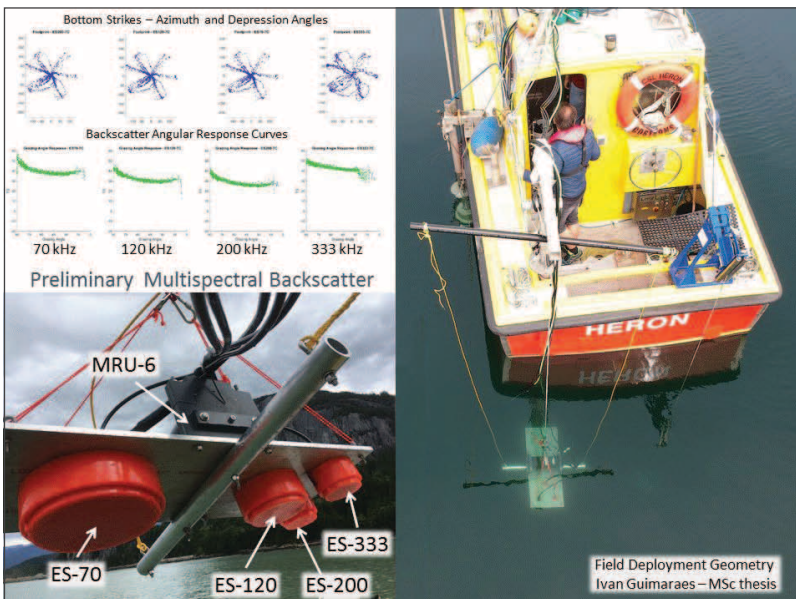 Bottom Strikes – Azimuth and Depression Angles
Backscatter Angular Response Curves
70 kHz
120 kHz
200 kHz
333 kHz
Preliminary Multispectral Backscatter
MRU-6
ES-70
ES-120
ES-200
ES-333
CSL HERON
HERON
Field Deployment Geometry
Ivan Guimaraes – MSc thesis